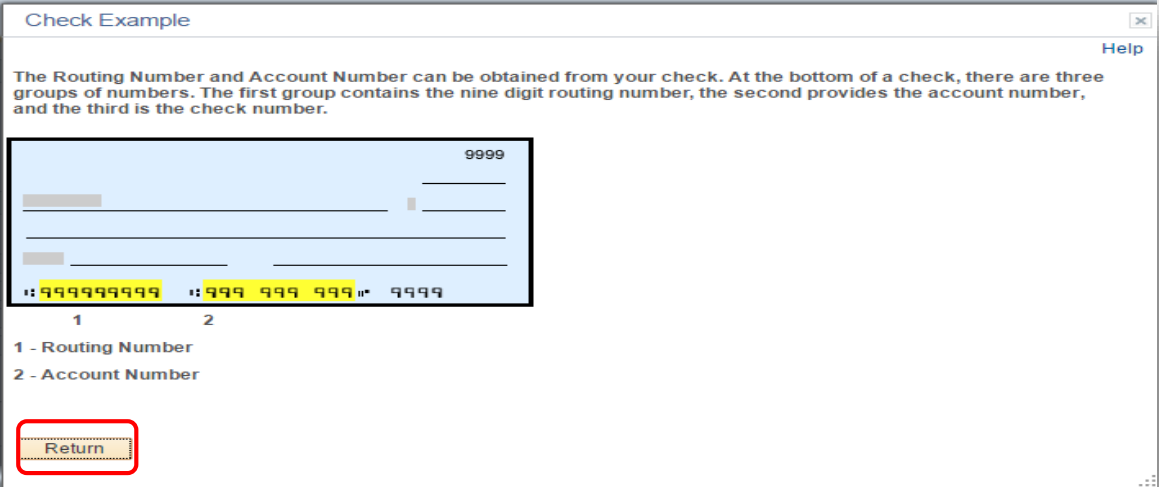 Check Example
Help
The Routing Number and Account Number can be obtained from your check. At the bottom of a check, there are three
groups of numbers. The first group contains the nine digit routing number, the second provides the account number,
and the third is the check number.
9999
⑆999999999 ⑆999 999 999⑈ 9999
1 2
1 - Routing Number
2 - Account Number
Return